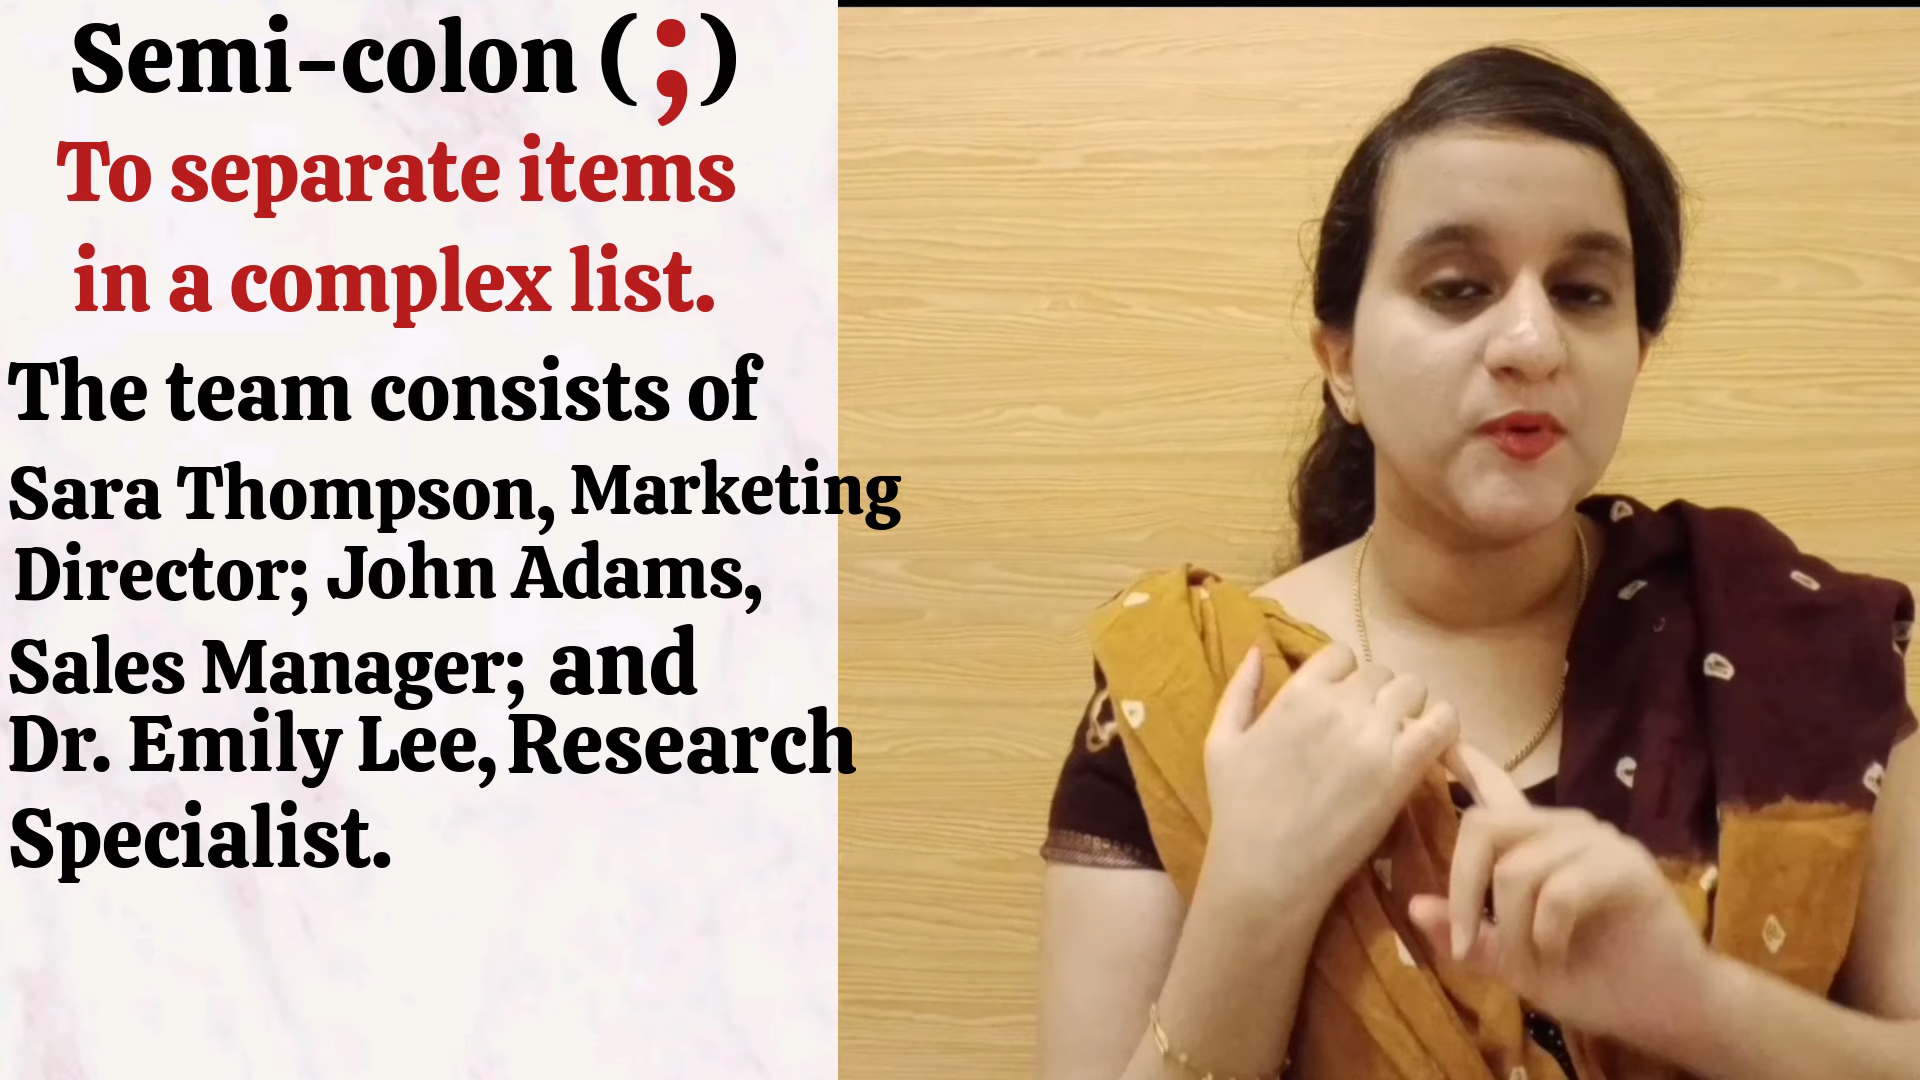 Semi-colon (;)
To separate items
in a complex list.
The team consists of
Sara Thompson, Marketing
Director; John Adams,
Sales Manager; and
Dr. Emily Lee, Research
Specialist.